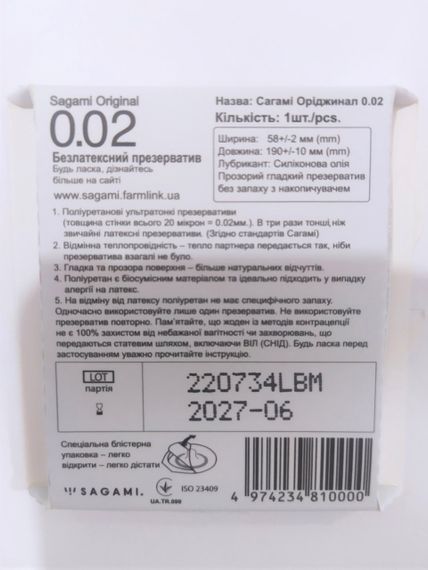 Sagami Original
0.02
Безлатексний презерватив
Будь ласка, дізнайтесь
більше на сайті
www.sagami.farmlink.ua
Назва: Сагамі Оріджинал 0.02
Кількість: 1шт./pcs.
Ширина: 58+/-2 мм (mm)
Довжина: 190+/-10 мм (mm)
Лубрикант: Силіконова олія
Прозорий гладкий презерватив
без запаху з накопичувачем
1. Поліуретанові ультратонкі презервативи
(товщина стінки всього 20 мікрон = 0.02мм.). В три рази тонші, ніж
звичайні латексні презервативи. (Згідно стандартів Сагамі)
2. Відмінна теплопровідність – тепло партнера передається так, ніби
презерватива взагалі не було.
3. Гладка та прозора поверхня – більше натуральних відчуттів.
4. Поліуретан є біосумісним матеріалом та ідеально підходить у випадку
алергії на латекс.
5. На відміну від латексу поліуретан не має специфічного запаху.
Одночасно використовуйте лише один презерватив. Не використовуйте
презерватив повторно. Пам'ятайте, що жоден із методів контрацепції
не є 100% захистом від небажаної вагітності чи захворювань, що
передаються статевим шляхом, включаючи ВІЛ (СНІД). Будь ласка перед
застосуванням уважно прочитайте інструкцію.
LOT
партія
220734LBM
2027-06
Спеціальна блістерна
упаковка – легко
відкрити – легко дістати
SAGAMI.
UA.TR.099
ISO 23409
4 974234 810000